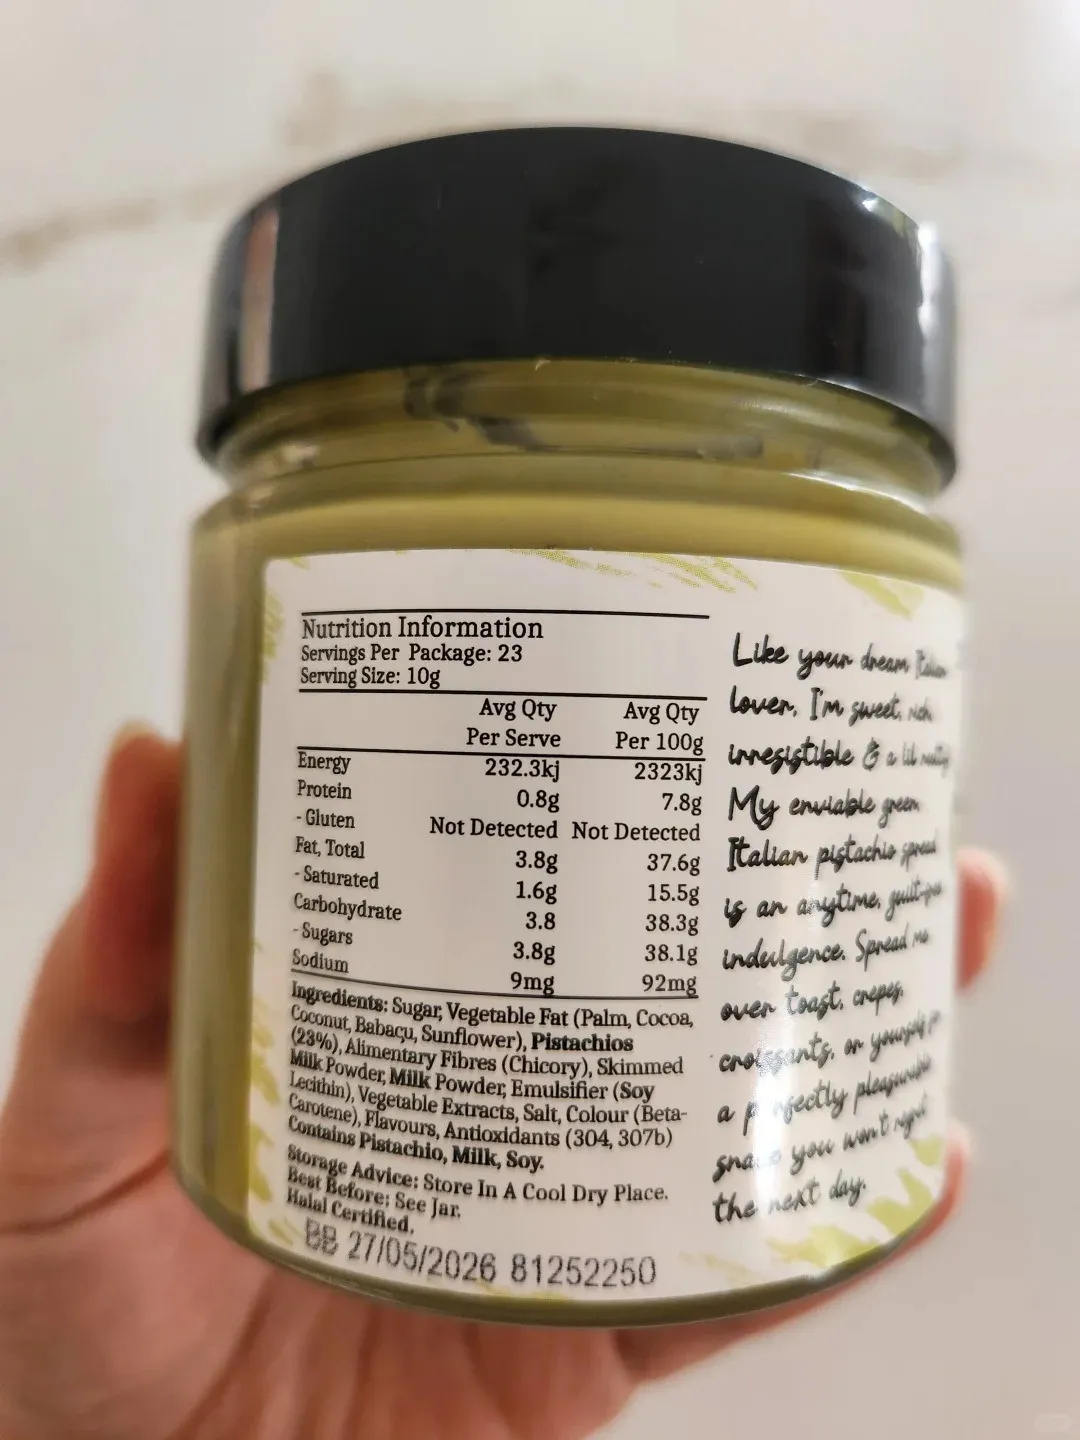 Nutrition Information
Servings Per Package: 23
Serving Size: 10g
Avg Qty Per Serve Avg Qty Per 100g
Energy 232.3kj 2323kj
Protein 0.8g 7.8g
- Gluten Not Detected Not Detected
Fat, Total 3.8g 37.6g
- Saturated 1.6g 15.5g
Carbohydrate 3.8 38.3g
- Sugars 3.8g 38.1g
Sodium 9mg 92mg
Ingredients: Sugar, Vegetable Fat (Palm, Cocoa,
Coconut, Babaçu, Sunflower), Pistachios
(23%), Alimentary Fibres (Chicory), Skimmed
Milk Powder, Milk Powder, Emulsifier (Soy
Lecithin), Vegetable Extracts, Salt, Colour (Beta-
Carotene), Flavours, Antioxidants (304, 307b)
Contains Pistachio, Milk, Soy.
Storage Advice: Store In A Cool Dry Place.
Best Before: See Jar.
Halal Certified.
BB 27/05/2026 81252250
Like your dream Italian
lover, I'm sweet, rich
irresistible & a lil nutty
My enviable green
Italian pistachio spread
is an anytime,
indulgence. Spread me
over toast, crepes,
croissants, or yourself
a perfectly pleasurable
snack you won't regret
the next day.